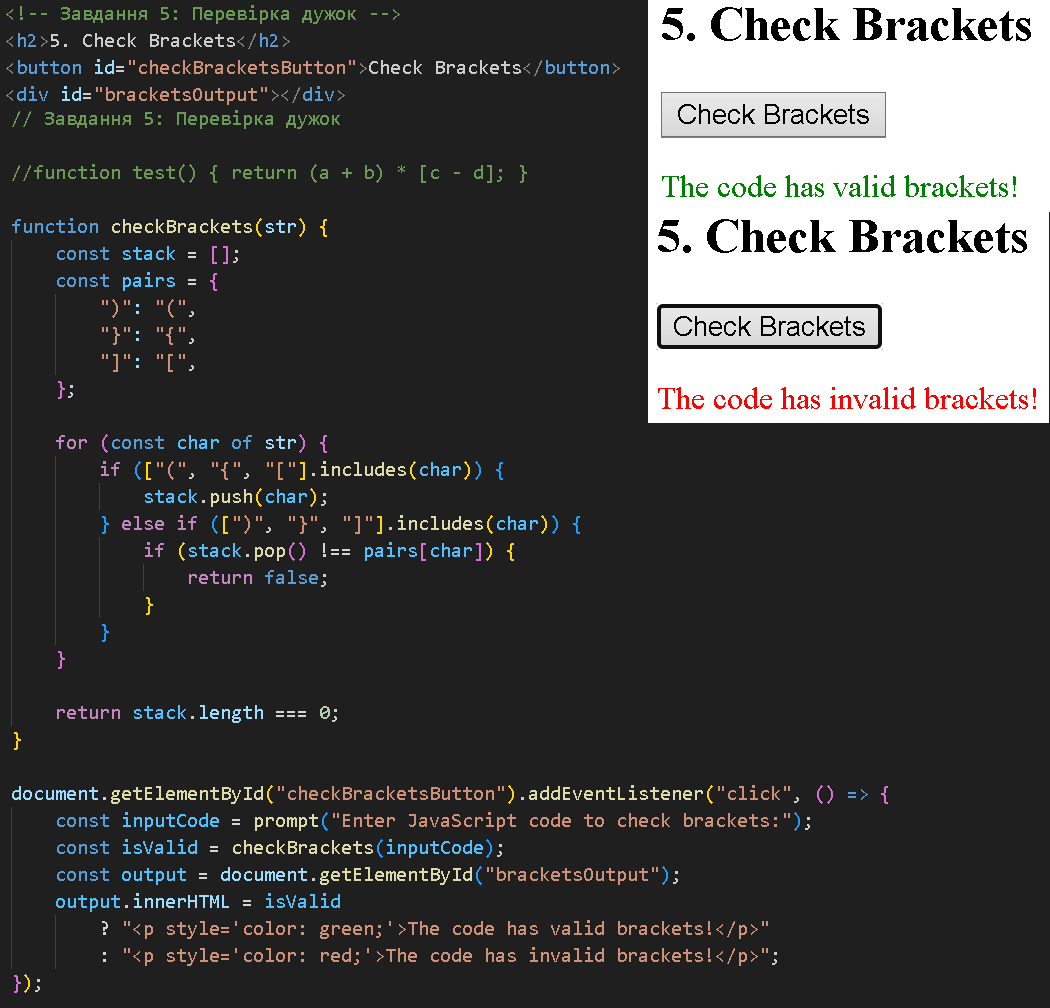 <!-- Завдання 5: Перевірка дужок -->
<h2>5. Check Brackets</h2>
<button id="checkBracketsButton">Check Brackets</button>
<div id="bracketsOutput"></div>
// Завдання 5: Перевірка дужок
//function test() { return (a + b) * [c - d]; }
function checkBrackets(str) {
    const stack = [];
    const pairs = {
        ")": "(",
        "}": "{",
        "]": "[",
    };
    for (const char of str) {
        if (["(", "{", "["].includes(char)) {
            stack.push(char);
        } else if ([")", "}", "]"].includes(char)) {
            if (stack.pop() !== pairs[char]) {
                return false;
            }
        }
    }
    return stack.length === 0;
}
document.getElementById("checkBracketsButton").addEventListener("click", () => {
    const inputCode = prompt("Enter JavaScript code to check brackets:");
    const isValid = checkBrackets(inputCode);
    const output = document.getElementById("bracketsOutput");
    output.innerHTML = isValid
        ? "<p style='color: green;'>The code has valid brackets!</p>"
        : "<p style='color: red;'>The code has invalid brackets!</p>";
});
5. Check Brackets
Check Brackets
The code has valid brackets!
5. Check Brackets
Check Brackets
The code has invalid brackets!